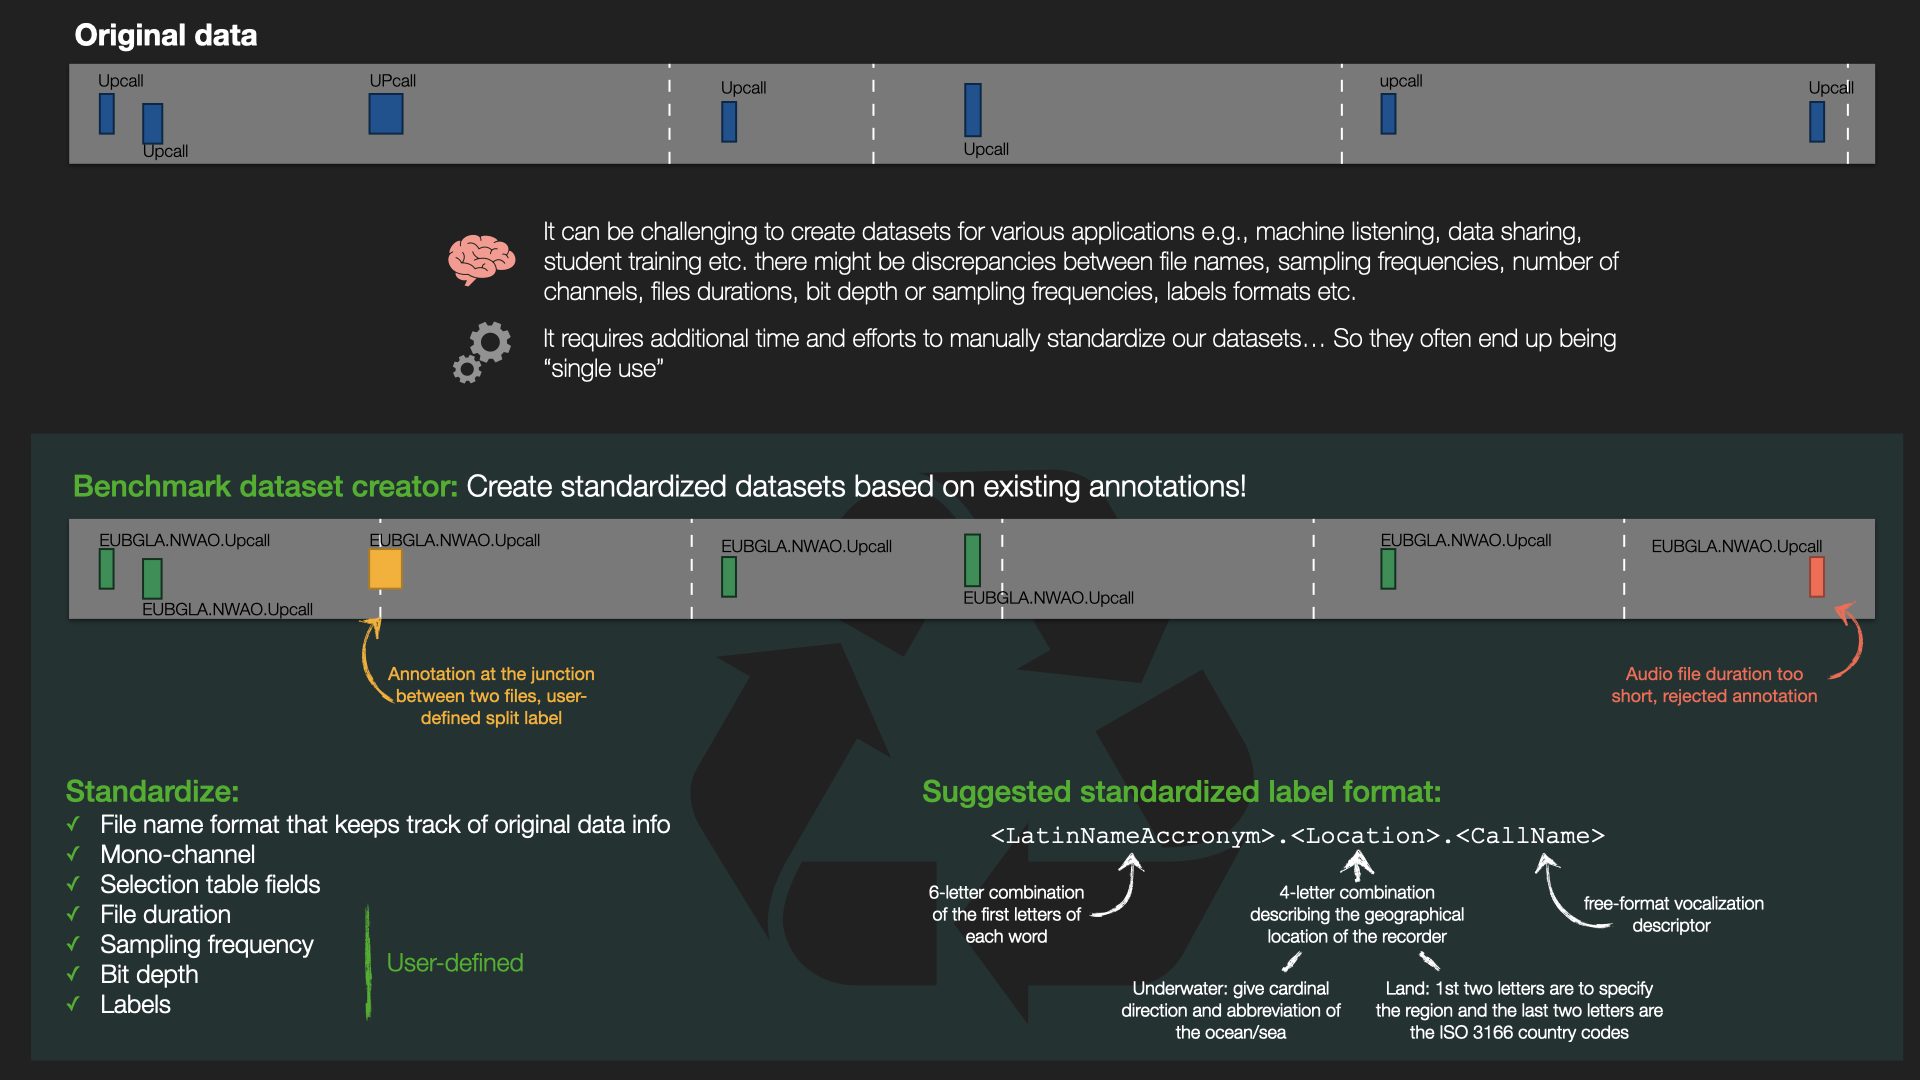 Original data
Upcall
UPcall
Upcall
upcall
Upcall
Upcall
Upcall
It can be challenging to create datasets for various applications e.g., machine listening, data sharing,
student training etc. there might be discrepancies between file names, sampling frequencies, number of
channels, files durations, bit depth or sampling frequencies, labels formats etc.
It requires additional time and efforts to manually standardize our datasets… So they often end up being
“single use”
Benchmark dataset creator: Create standardized datasets based on existing annotations!
EUBGLA.NWAO.Upcall
EUBGLA.NWAO.Upcall
EUBGLA.NWAO.Upcall
EUBGLA.NWAO.Upcall
EUBGLA.NWAO.Upcall
EUBGLA.NWAO.Upcall
EUBGLA.NWAO.Upcall
Annotation at the junction
between two files, user-
defined split label
Audio file duration too
short, rejected annotation
Standardize:
✓ File name format that keeps track of original data info
✓ Mono-channel
✓ Selection table fields
✓ File duration
✓ Sampling frequency
✓ Bit depth
✓ Labels
User-defined
Suggested standardized label format:
<LatinNameAccronym>.<Location>.<CallName>
6-letter combination
of the first letters of
each word
4-letter combination
describing the geographical
location of the recorder
free-format vocalization
descriptor
Underwater: give cardinal
direction and abbreviation of
the ocean/sea
Land: 1st two letters are to specify
the region and the last two letters are
the ISO 3166 country codes